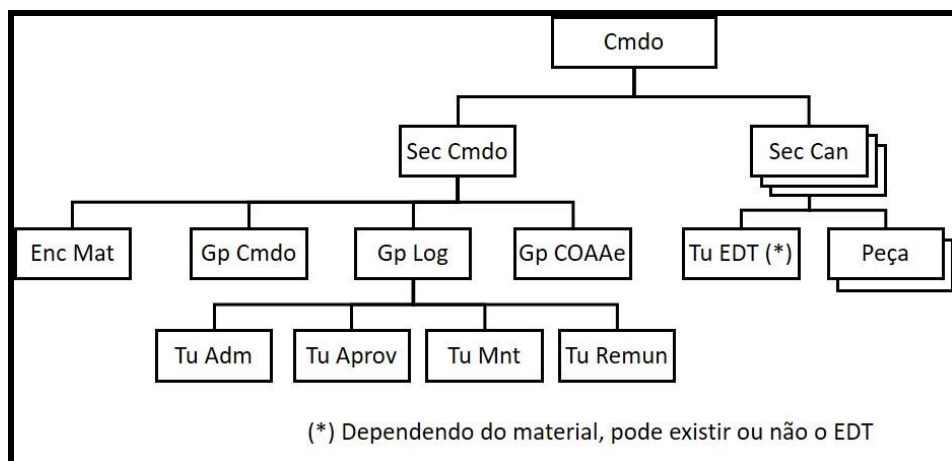 Cmdo
Sec Cmdo
Sec Can
Enc Mat
Gp Cmdo
Gp Log
Gp COAAe
Tu EDT (*)
Peça
Tu Adm
Tu Aprov
Tu Mnt
Tu Remun
(*) Dependendo do material, pode existir ou não o EDT